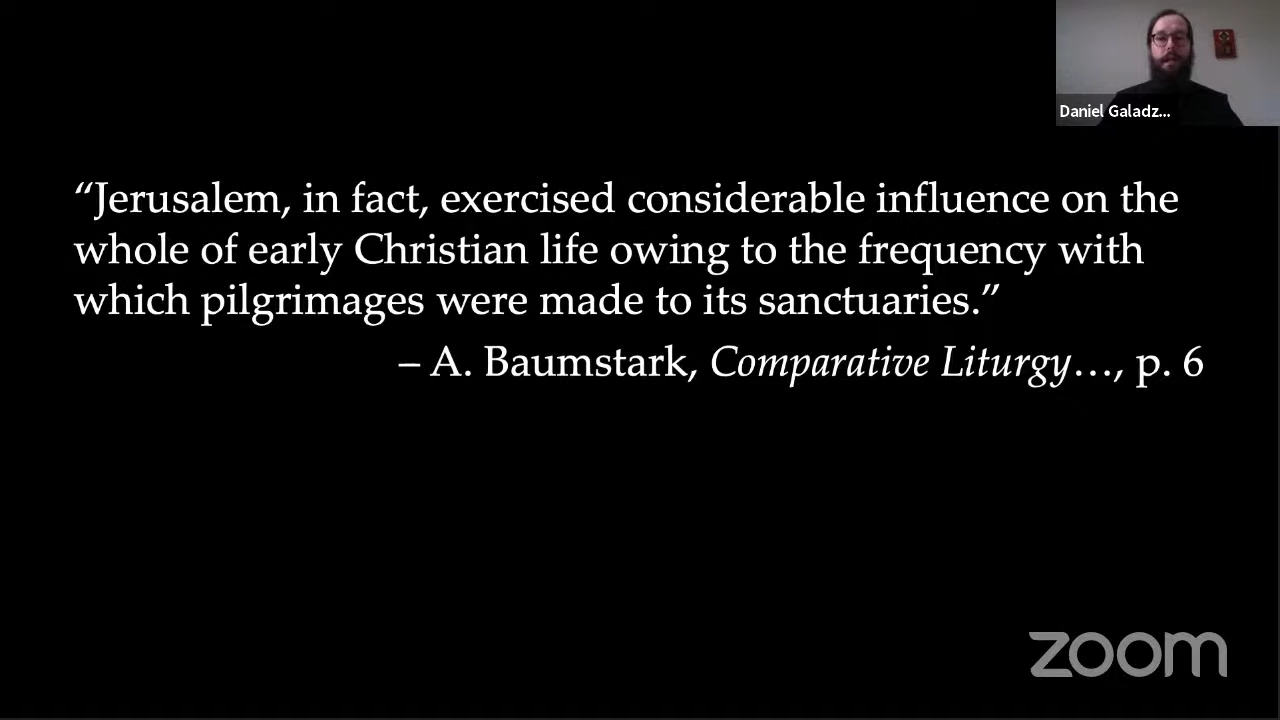 Daniel Galadz...
“Jerusalem, in fact, exercised considerable influence on the
whole of early Christian life owing to the frequency with
which pilgrimages were made to its sanctuaries.”
– A. Baumstark, Comparative Liturgy…, p. 6
zoom